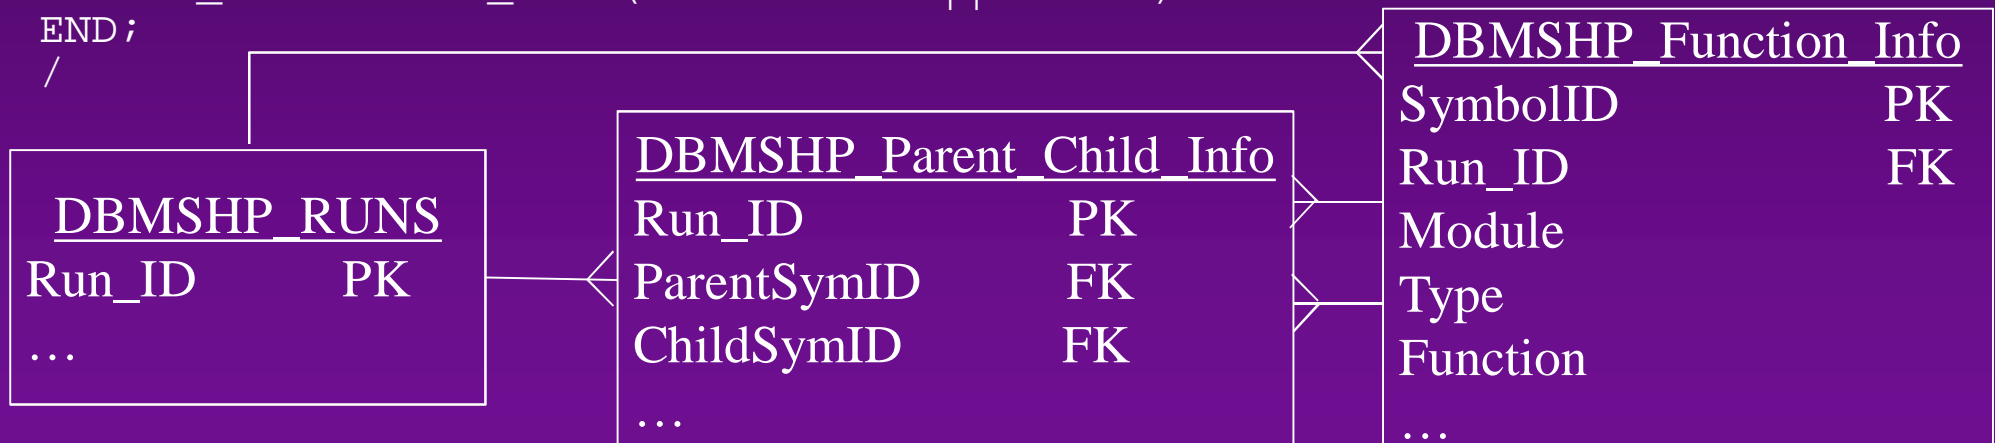 END;
/
DBMSHP_RUNS
Run_ID PK
…
DBMSHP_Parent_Child_Info
Run_ID PK
ParentSymID FK
ChildSymID FK
…
DBMSHP_Function_Info
SymbolID PK
Run_ID FK
Module
Type
Function
…